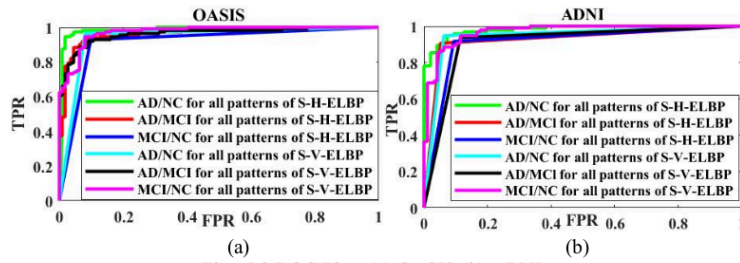 OASIS
TPR
1
0.8
0.6
0.4
0.2
0
AD/NC for all patterns of S-H-ELBP
AD/MCI for all patterns of S-H-ELBP
MCI/NC for all patterns of S-H-ELBP
AD/NC for all patterns of S-V-ELBP
AD/MCI for all patterns of S-V-ELBP
MCI/NC for all patterns of S-V-ELBP
0 0.2 0.4 0.6 0.8 1
FPR
(a)
ADNI
TPR
1
0.8
0.6
0.4
0.2
0
AD/NC for all patterns of S-H-ELBP
AD/MCI for all patterns of S-H-ELBP
MCI/NC for all patterns of S-H-ELBP
AD/NC for all patterns of S-V-ELBP
AD/MCI for all patterns of S-V-ELBP
MCI/NC for all patterns of S-V-ELBP
0 0.2 0.4 0.6 0.8 1
FPR
(b)